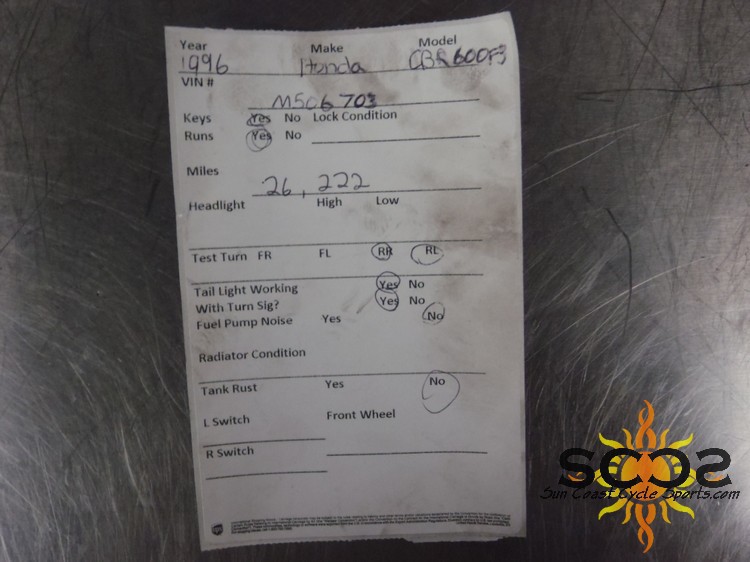 Year Make Model
1996 Honda CBR600F3
VIN #
M506703
Keys Yes No Lock Condition
Runs Yes No
Miles
26,222
Headlight High Low
Test Turn FR FL RR RL
Tail Light Working Yes No
With Turn Sig? Yes No
Fuel Pump Noise Yes No
Radiator Condition
Tank Rust Yes No
L Switch Front Wheel
R Switch
SCCS
Sun Coast Cycle Sports.com